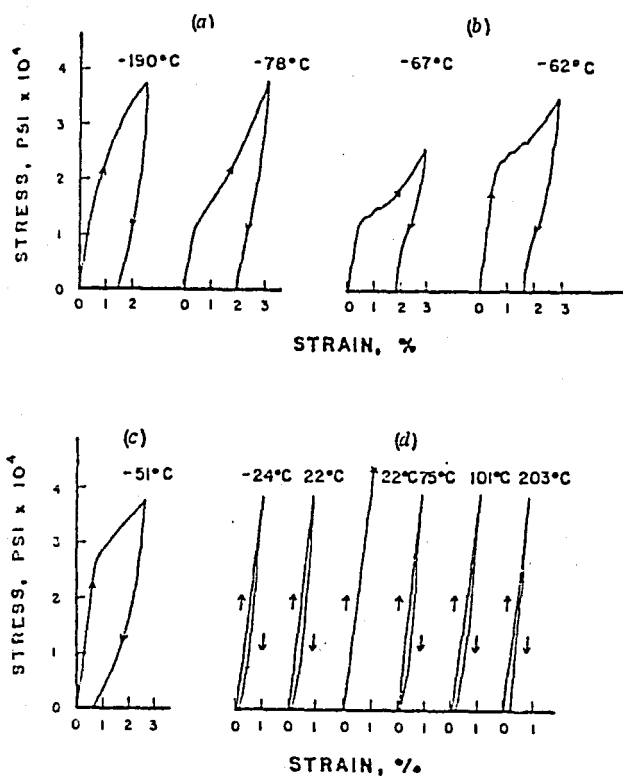 (a) (b)
-190°C -78°C -67°C -62°C
STRESS, PSI x 10⁴
4
3
2
1
0
0 1 2 0 1 2 3 0 1 2 3 0 1 2 3
STRAIN, %
(c) (d)
-51°C -24°C 22°C 22°C 75°C 101°C 203°C
STRESS, PSI x 10⁴
4
3
2
1
0
0 1 2 3 0 1 0 1 0 1 0 1 0 1 0 1
STRAIN, %